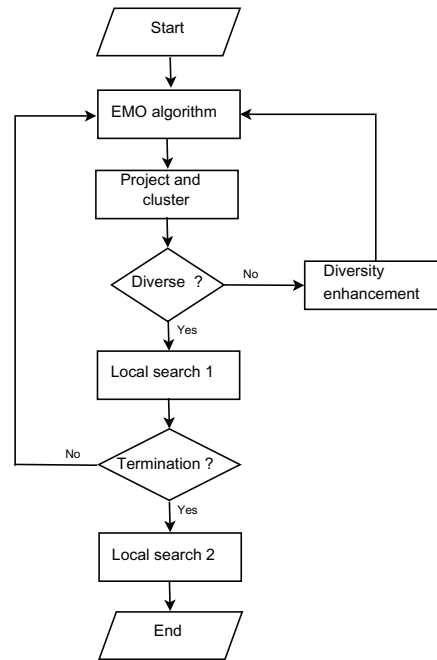 Start
EMO algorithm
Project and
cluster
Diverse ?
No
Diversity
enhancement
Yes
Local search 1
No
Termination ?
Yes
Local search 2
End